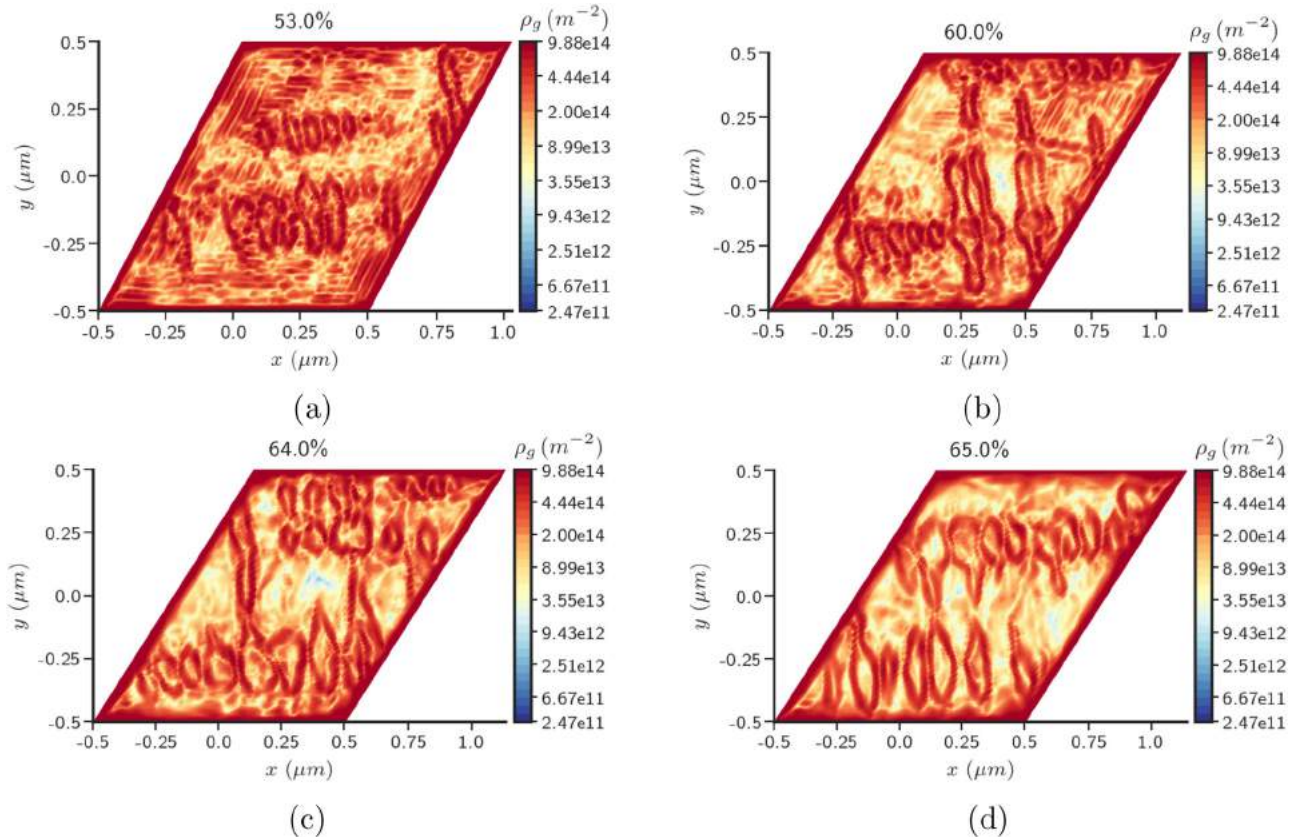 53.0%
ρ_g (m⁻²)
0.5
0.25
0.0
-0.25
-0.5
y (μm)
-0.5 -0.25 0.0 0.25 0.5 0.75 1.0
x (μm)
9.88e14
4.44e14
2.00e14
8.99e13
3.55e13
9.43e12
2.51e12
6.67e11
2.47e11
(a)
60.0%
ρ_g (m⁻²)
0.5
0.25
0.0
-0.25
-0.5
y (μm)
-0.5 -0.25 0.0 0.25 0.5 0.75 1.0
x (μm)
9.88e14
4.44e14
2.00e14
8.99e13
3.55e13
9.43e12
2.51e12
6.67e11
2.47e11
(b)
64.0%
ρ_g (m⁻²)
0.5
0.25
0.0
-0.25
-0.5
y (μm)
-0.5 -0.25 0.0 0.25 0.5 0.75 1.0
x (μm)
9.88e14
4.44e14
2.00e14
8.99e13
3.55e13
9.43e12
2.51e12
6.67e11
2.47e11
(c)
65.0%
ρ_g (m⁻²)
0.5
0.25
0.0
-0.25
-0.5
y (μm)
-0.5 -0.25 0.0 0.25 0.5 0.75 1.0
x (μm)
9.88e14
4.44e14
2.00e14
8.99e13
3.55e13
9.43e12
2.51e12
6.67e11
2.47e11
(d)